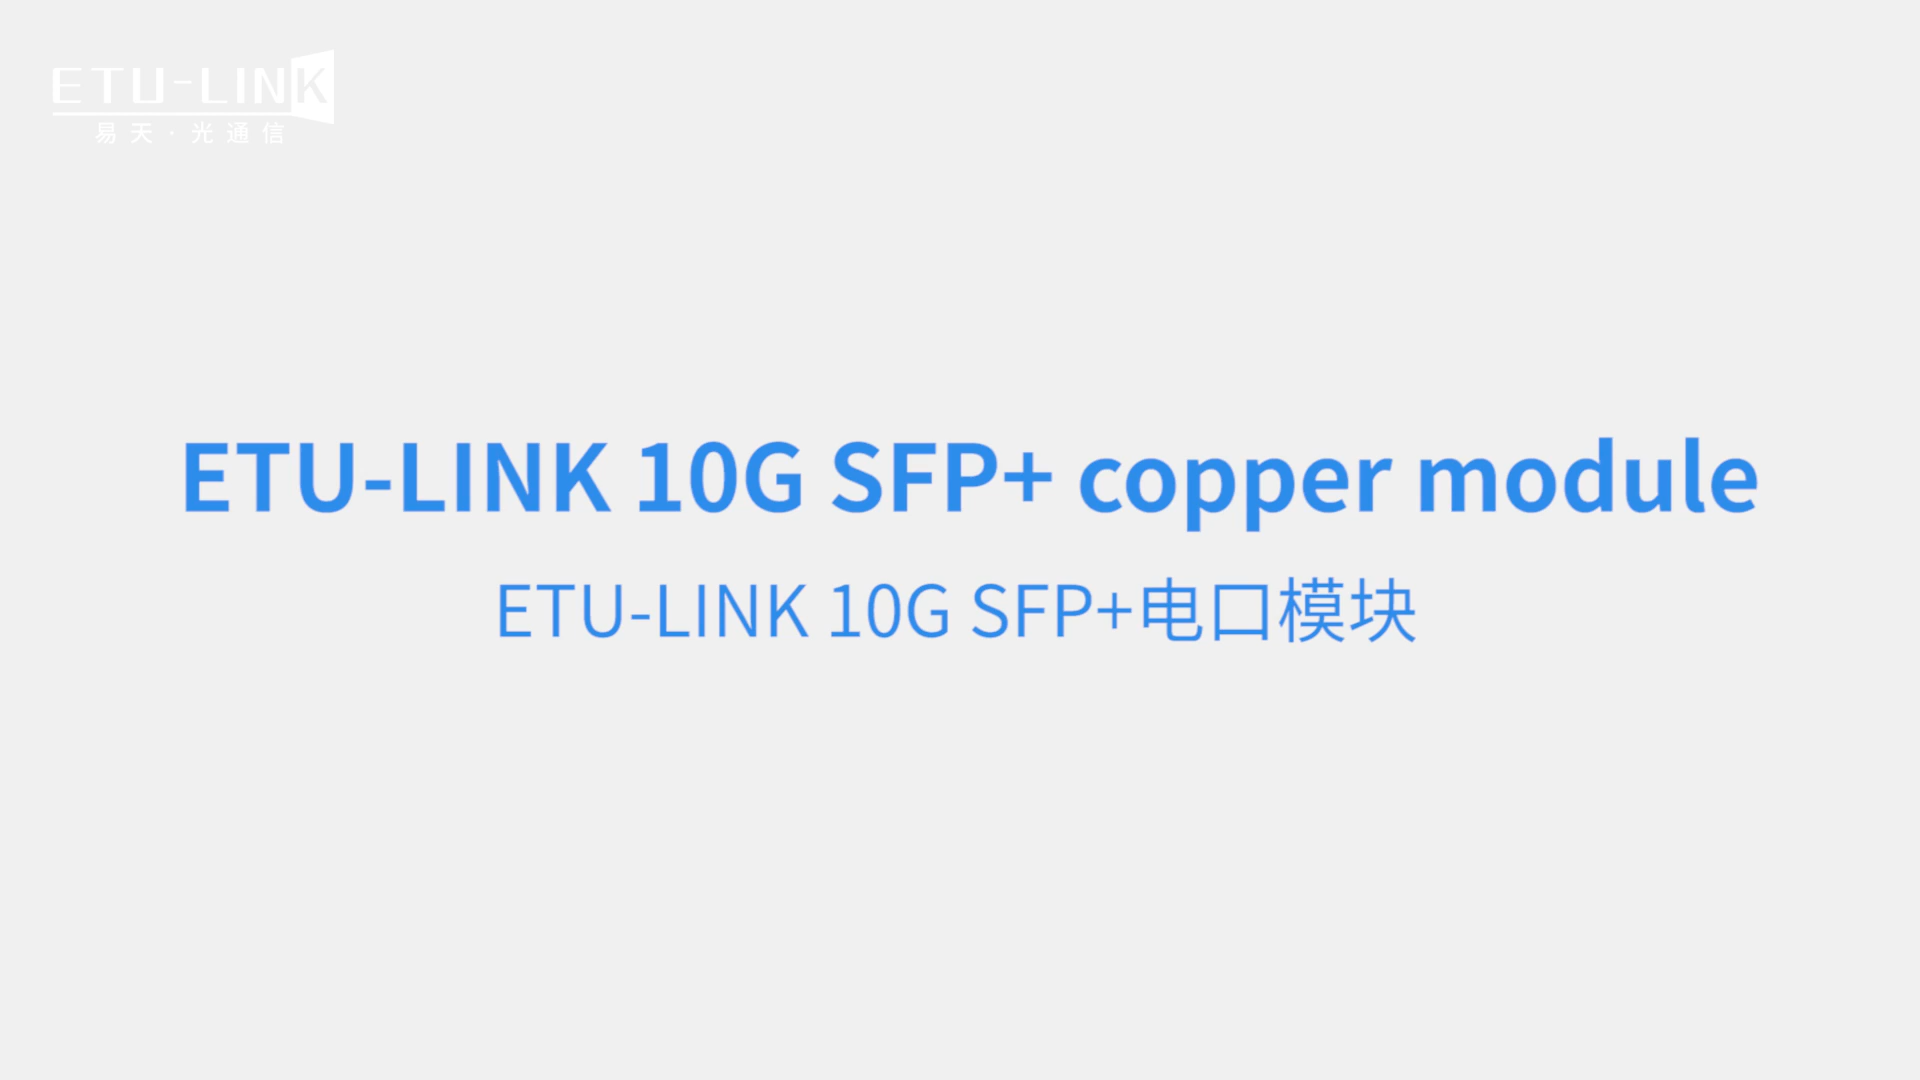 ETU-LINK
易天·光通信
ETU-LINK 10G SFP+ copper module
ETU-LINK 10G SFP+电口模块